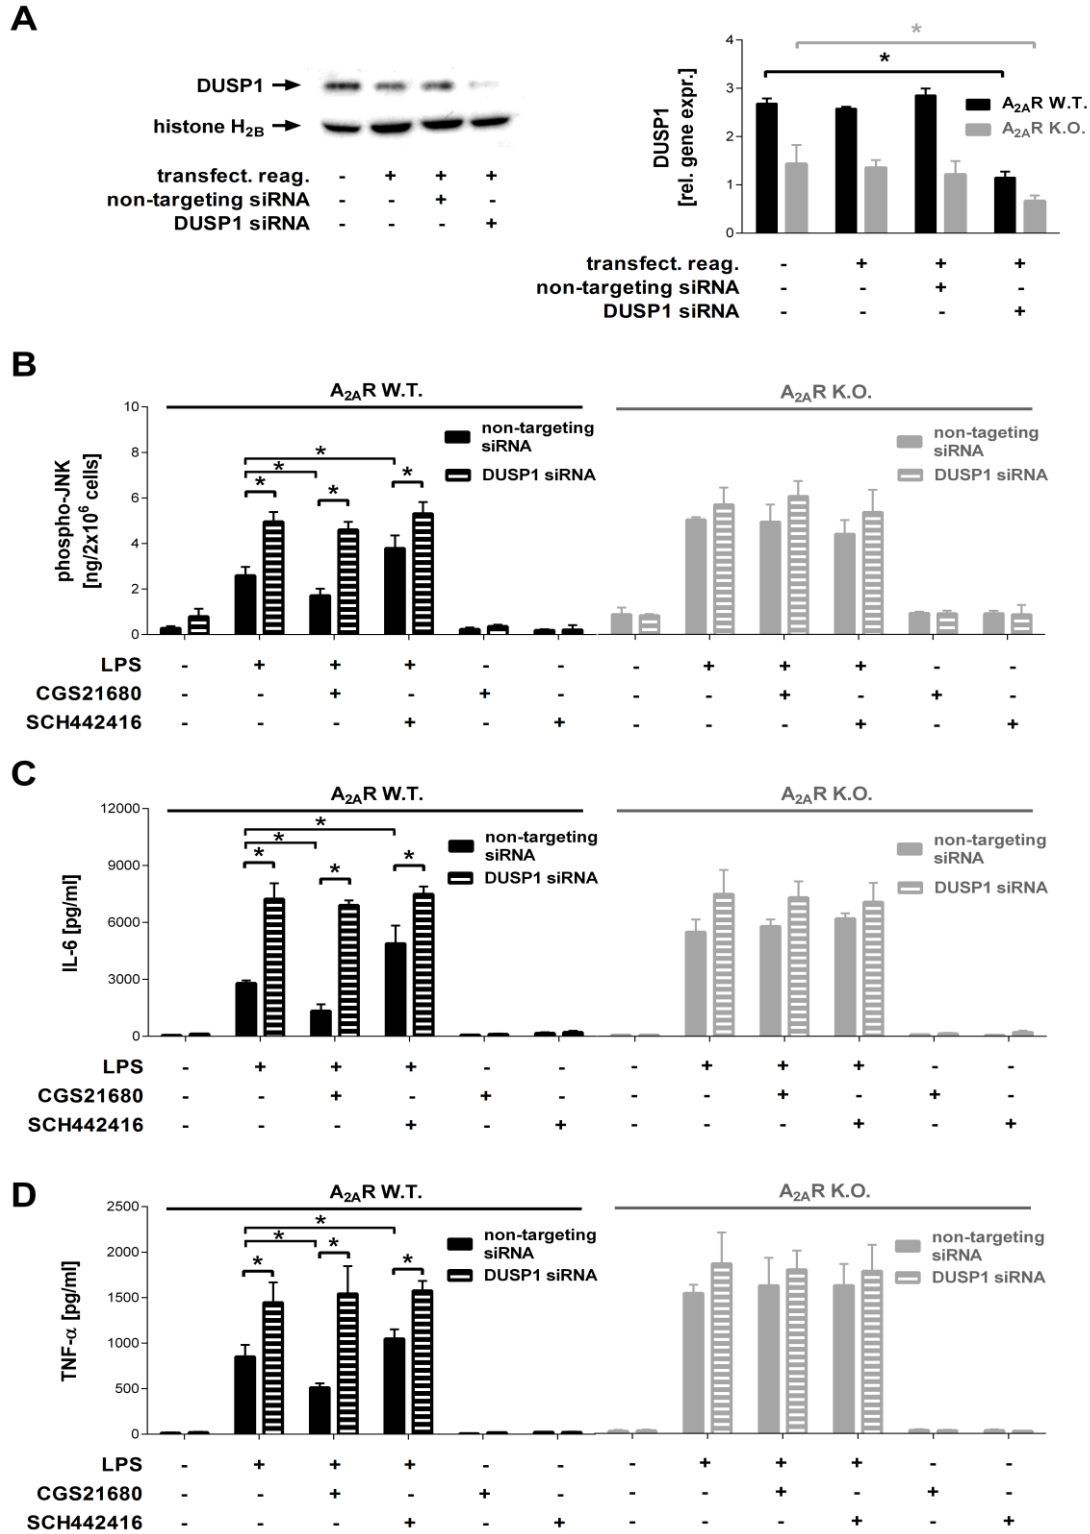 A
DUSP1
histone H2B
transfect. reag. - + + +
non-targeting siRNA - - + -
DUSP1 siRNA - - - +
DUSP1
[rel. gene expr.]
4
3
2
1
0
*
*
A2AR W.T.
A2AR K.O.
transfect. reag. - + + +
non-targeting siRNA - - + -
DUSP1 siRNA - - - +
B
A2AR W.T.
A2AR K.O.
phospho-JNK
[ng/2x10⁶ cells]
10
8
6
4
2
0
* * * * *
non-targeting
siRNA
DUSP1 siRNA
non-tageting
siRNA
DUSP1 siRNA
LPS - + + + - - - + + + - -
CGS21680 - - + - + - - - + - + -
SCH442416 - - - + - + - - - + - +
C
A2AR W.T.
A2AR K.O.
IL-6 [pg/ml]
12000
9000
6000
3000
0
* * * * *
non-targeting
siRNA
DUSP1 siRNA
non-targeting
siRNA
DUSP1 siRNA
LPS - + + + - - - + + + - -
CGS21680 - - + - + - - - + - + -
SCH442416 - - - + - + - - - + - +
D
A2AR W.T.
A2AR K.O.
TNF-α [pg/ml]
2500
2000
1500
1000
500
0
* * * * *
non-targeting
siRNA
DUSP1 siRNA
non-targeting
siRNA
DUSP1 siRNA
LPS - + + + - - - + + + - -
CGS21680 - - + - + - - - + - + -
SCH442416 - - - + - + - - - + - +